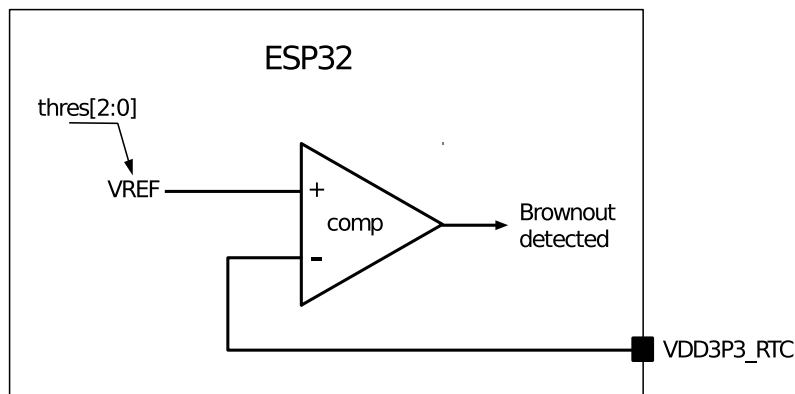 ESP32
thres[2:0]
VREF
+
comp
-
Brownout
detected
VDD3P3_RTC